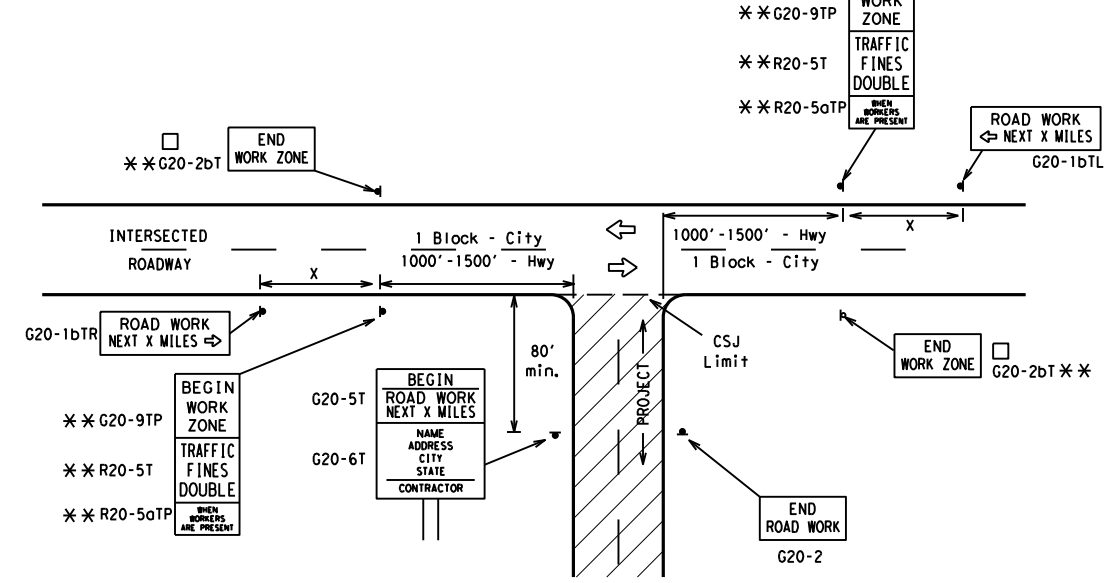 WORK
ZONE
TRAFFIC
FINES
DOUBLE
WHEN
WORKERS
ARE PRESENT
**G20-9TP
**R20-5T
**R20-5aTP
ROAD WORK
⇦ NEXT X MILES
G20-1bTL
□
**G20-2bT
END
WORK ZONE
INTERSECTED
ROADWAY
1 Block - City
1000'-1500' - Hwy
1000'-1500' - Hwy
1 Block - City
X
X
G20-1bTR
ROAD WORK
NEXT X MILES ⇨
BEGIN
WORK
ZONE
TRAFFIC
FINES
DOUBLE
WHEN
WORKERS
ARE PRESENT
**G20-9TP
**R20-5T
**R20-5aTP
G20-5T
BEGIN
ROAD WORK
NEXT X MILES
G20-6T
NAME
ADDRESS
CITY
STATE
CONTRACTOR
80'
min.
PROJECT
CSJ
Limit
END
WORK ZONE
□
G20-2bT **
END
ROAD WORK
G20-2